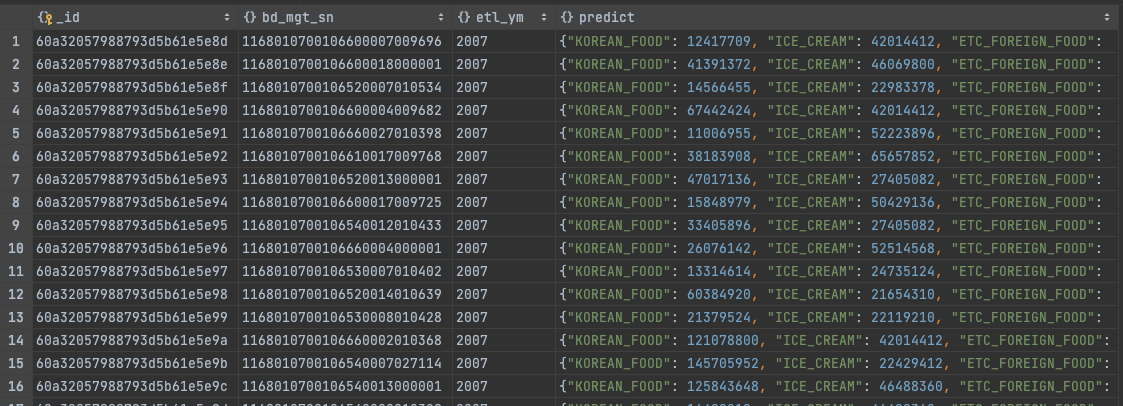 _id bd_mgt_sn etl_ym predict
1 60a32057988793d5b61e5e8d 1168010700106600007009696 2007 {"KOREAN_FOOD": 12417709, "ICE_CREAM": 42014412, "ETC_FOREIGN_FOOD":
2 60a32057988793d5b61e5e8e 1168010700106600018000001 2007 {"KOREAN_FOOD": 41391372, "ICE_CREAM": 46069800, "ETC_FOREIGN_FOOD":
3 60a32057988793d5b61e5e8f 1168010700106520007010534 2007 {"KOREAN_FOOD": 14566455, "ICE_CREAM": 22983378, "ETC_FOREIGN_FOOD":
4 60a32057988793d5b61e5e90 1168010700106600004009682 2007 {"KOREAN_FOOD": 67442424, "ICE_CREAM": 42014412, "ETC_FOREIGN_FOOD":
5 60a32057988793d5b61e5e91 1168010700106660027010398 2007 {"KOREAN_FOOD": 11006955, "ICE_CREAM": 52223896, "ETC_FOREIGN_FOOD":
6 60a32057988793d5b61e5e92 1168010700106610017009768 2007 {"KOREAN_FOOD": 38183908, "ICE_CREAM": 65657852, "ETC_FOREIGN_FOOD":
7 60a32057988793d5b61e5e93 1168010700106520013000001 2007 {"KOREAN_FOOD": 47017136, "ICE_CREAM": 27405082, "ETC_FOREIGN_FOOD":
8 60a32057988793d5b61e5e94 1168010700106600017009725 2007 {"KOREAN_FOOD": 15848979, "ICE_CREAM": 50429136, "ETC_FOREIGN_FOOD":
9 60a32057988793d5b61e5e95 1168010700106540012010433 2007 {"KOREAN_FOOD": 33405896, "ICE_CREAM": 27405082, "ETC_FOREIGN_FOOD":
10 60a32057988793d5b61e5e96 1168010700106660004000001 2007 {"KOREAN_FOOD": 26076142, "ICE_CREAM": 52514568, "ETC_FOREIGN_FOOD":
11 60a32057988793d5b61e5e97 1168010700106530007010402 2007 {"KOREAN_FOOD": 13314614, "ICE_CREAM": 24735124, "ETC_FOREIGN_FOOD":
12 60a32057988793d5b61e5e98 1168010700106520014010639 2007 {"KOREAN_FOOD": 60384920, "ICE_CREAM": 21654310, "ETC_FOREIGN_FOOD":
13 60a32057988793d5b61e5e99 1168010700106530008010428 2007 {"KOREAN_FOOD": 21379524, "ICE_CREAM": 22119210, "ETC_FOREIGN_FOOD":
14 60a32057988793d5b61e5e9a 1168010700106660002010368 2007 {"KOREAN_FOOD": 121078800, "ICE_CREAM": 42014412, "ETC_FOREIGN_FOOD":
15 60a32057988793d5b61e5e9b 1168010700106540007027114 2007 {"KOREAN_FOOD": 145705952, "ICE_CREAM": 22429412, "ETC_FOREIGN_FOOD":
16 60a32057988793d5b61e5e9c 1168010700106540013000001 2007 {"KOREAN_FOOD": 125843648, "ICE_CREAM": 46488360, "ETC_FOREIGN_FOOD":